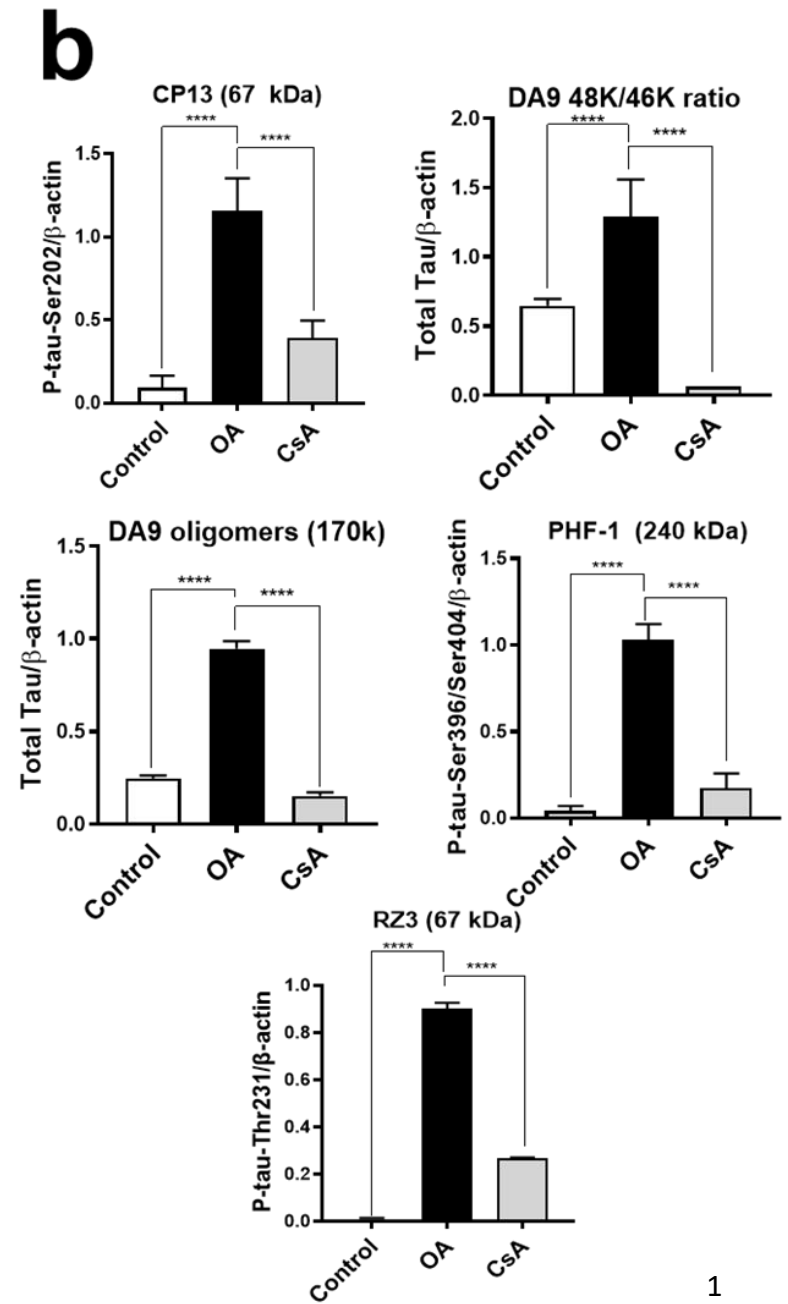 b
CP13 (67 kDa)
****
****
P-tau-Ser202/β-actin
1.5
1.0
0.5
0.0
Control
OA
CsA
DA9 48K/46K ratio
****
****
Total Tau/β-actin
2.0
1.5
1.0
0.5
0.0
Control
OA
CsA
DA9 oligomers (170k)
****
****
Total Tau/β-actin
1.5
1.0
0.5
0.0
Control
OA
CsA
PHF-1 (240 kDa)
****
****
P-tau-Ser396/Ser404/β-actin
1.5
1.0
0.5
0.0
Control
OA
CsA
RZ3 (67 kDa)
****
****
P-tau-Thr231/β-actin
1.0
0.8
0.6
0.4
0.2
0.0
Control
OA
CsA
1